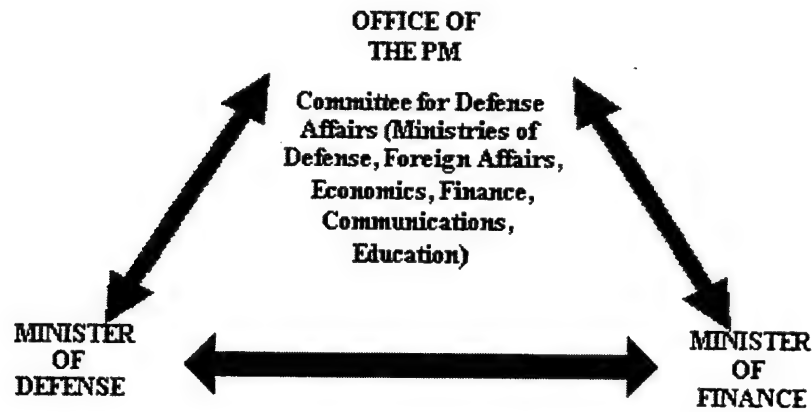 OFFICE OF
THE PM
Committee for Defense
Affairs (Ministries of
Defense, Foreign Affairs,
Economics, Finance,
Communications,
Education)
MINISTER
OF
DEFENSE
MINISTER
OF
FINANCE